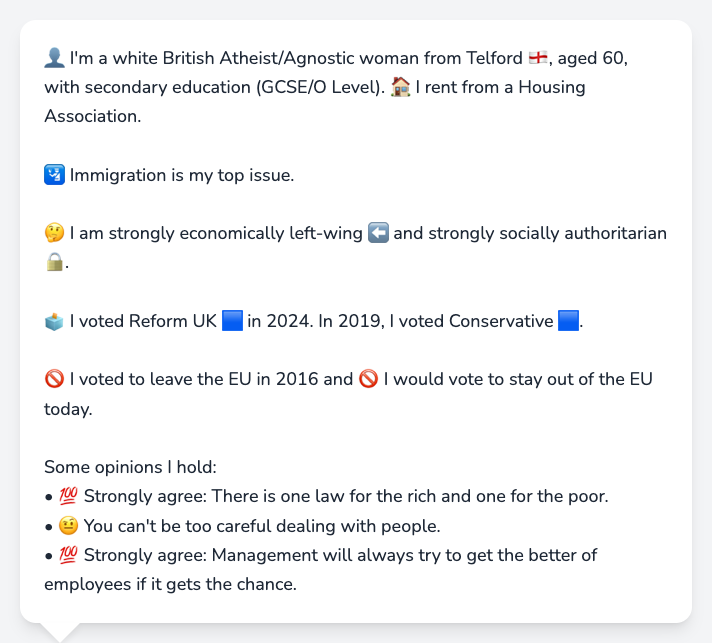 👤 I'm a white British Atheist/Agnostic woman from Telford 🏴󠁧󠁢󠁥󠁮󠁧󠁿, aged 60,
with secondary education (GCSE/O Level). 🏠 I rent from a Housing
Association.
🛂 Immigration is my top issue.
🤔 I am strongly economically left-wing ⬅️ and strongly socially authoritarian
🔒.
🗳️ I voted Reform UK 🟦 in 2024. In 2019, I voted Conservative 🟦.
🚫 I voted to leave the EU in 2016 and 🚫 I would vote to stay out of the EU
today.
Some opinions I hold:
• 💯 Strongly agree: There is one law for the rich and one for the poor.
• 🤨 You can't be too careful dealing with people.
• 💯 Strongly agree: Management will always try to get the better of
employees if it gets the chance.